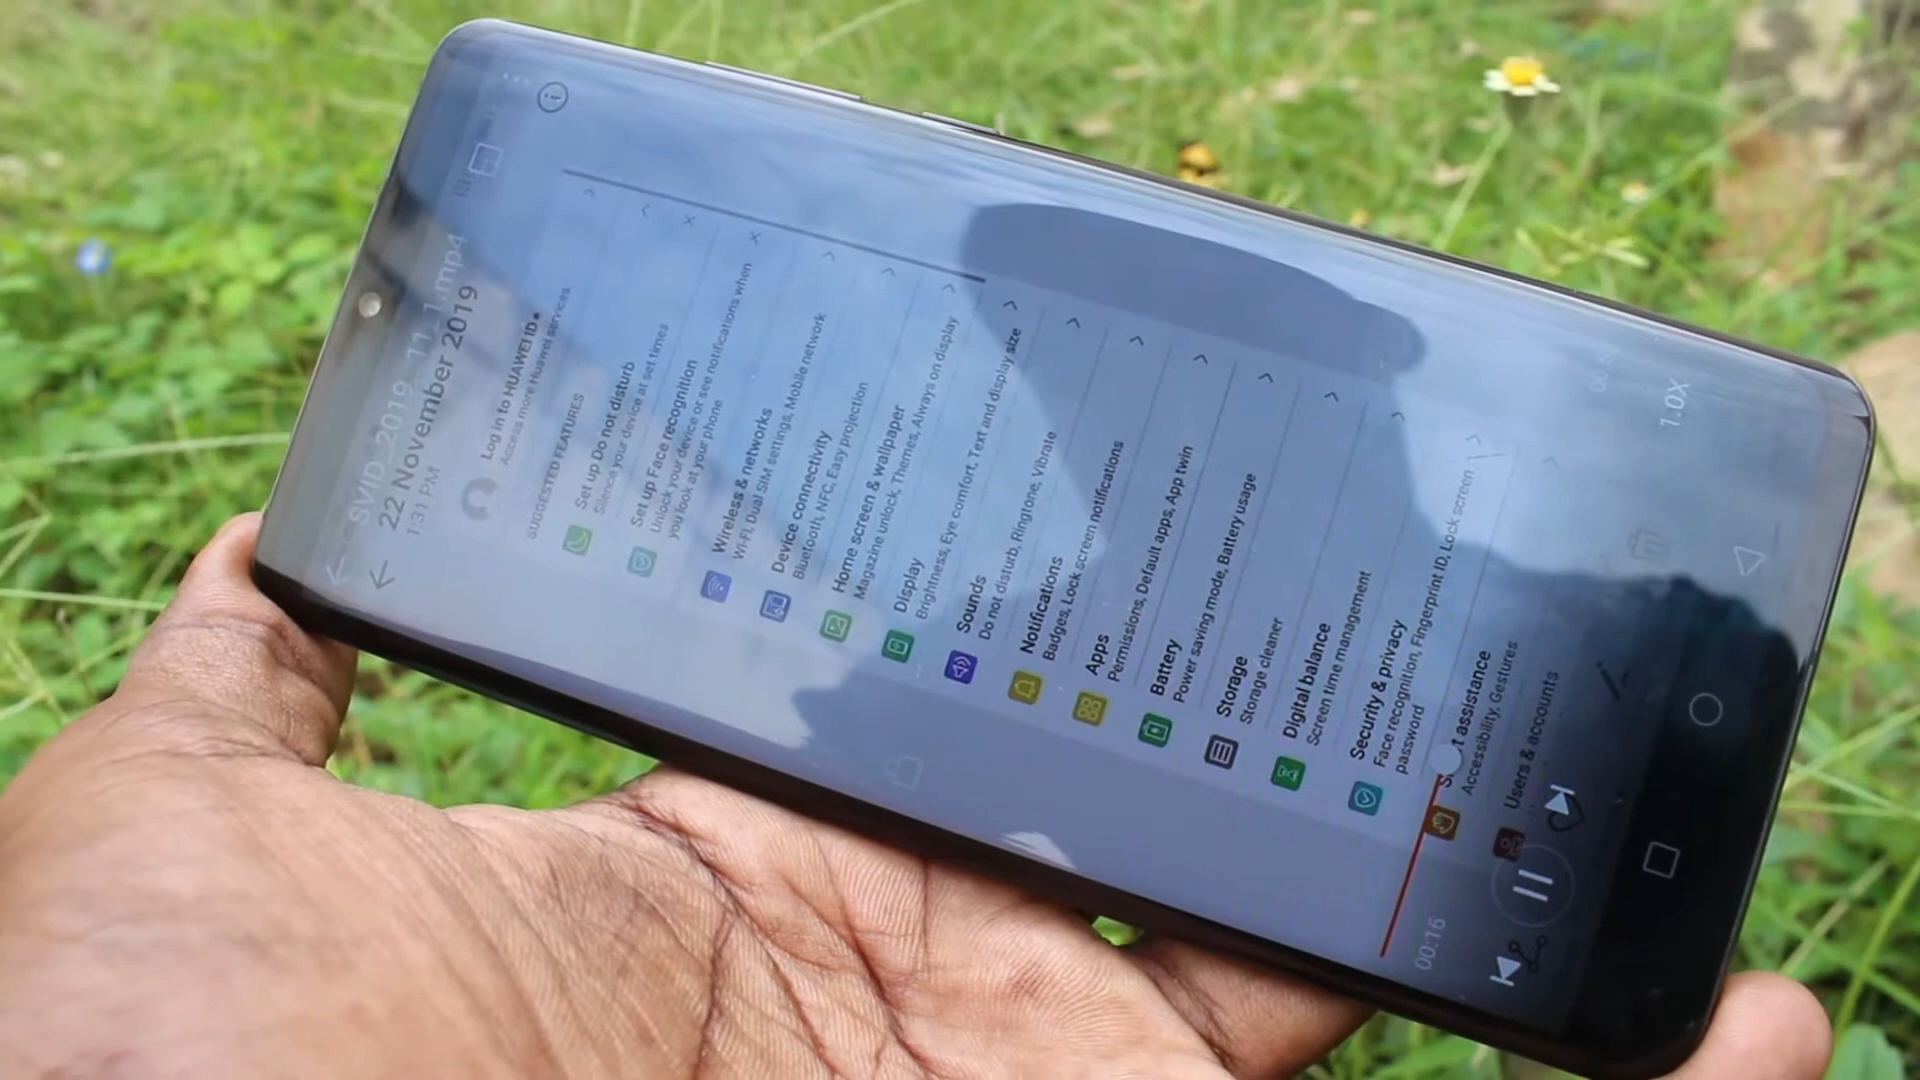 SVID_2019_11_1.mp4
22 November 2019
1:31 PM
Log in to HUAWEI ID
Access more Huawei services
SUGGESTED FEATURES
Set up Do not disturb
Silence your device at set times
Set up Face recognition
Unlock your device or see notifications when
you look at your phone
Wireless & networks
Wi-Fi, Dual SIM settings, Mobile network
Device connectivity
Bluetooth, NFC, Easy projection
Home screen & wallpaper
Magazine unlock, Themes, Always on display
Display
Brightness, Eye comfort, Text and display size
Sounds
Do not disturb, Ringtone, Vibrate
Notifications
Badges, Lock screen notifications
Apps
Permissions, Default apps, App twin
Battery
Power saving mode, Battery usage
Storage
Storage cleaner
Digital balance
Screen time management
Security & privacy
Face recognition, Fingerprint ID, Lock screen
password
assistance
Accessibility, Gestures
Users & accounts
00:16
1.0X